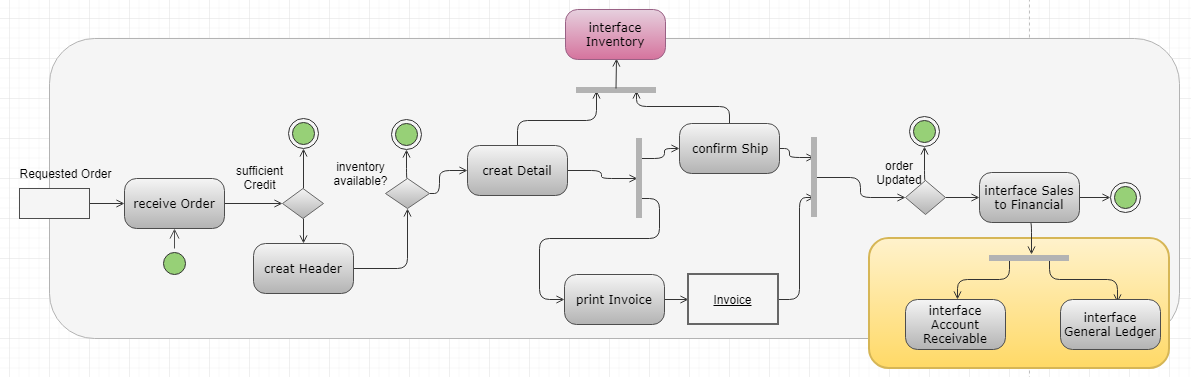 interface
Inventory
Requested Order
receive Order
sufficient
Credit
creat Header
inventory
available?
creat Detail
confirm Ship
print Invoice
Invoice
order
Updated
interface Sales
to Financial
interface
Account
Receivable
interface
General Ledger